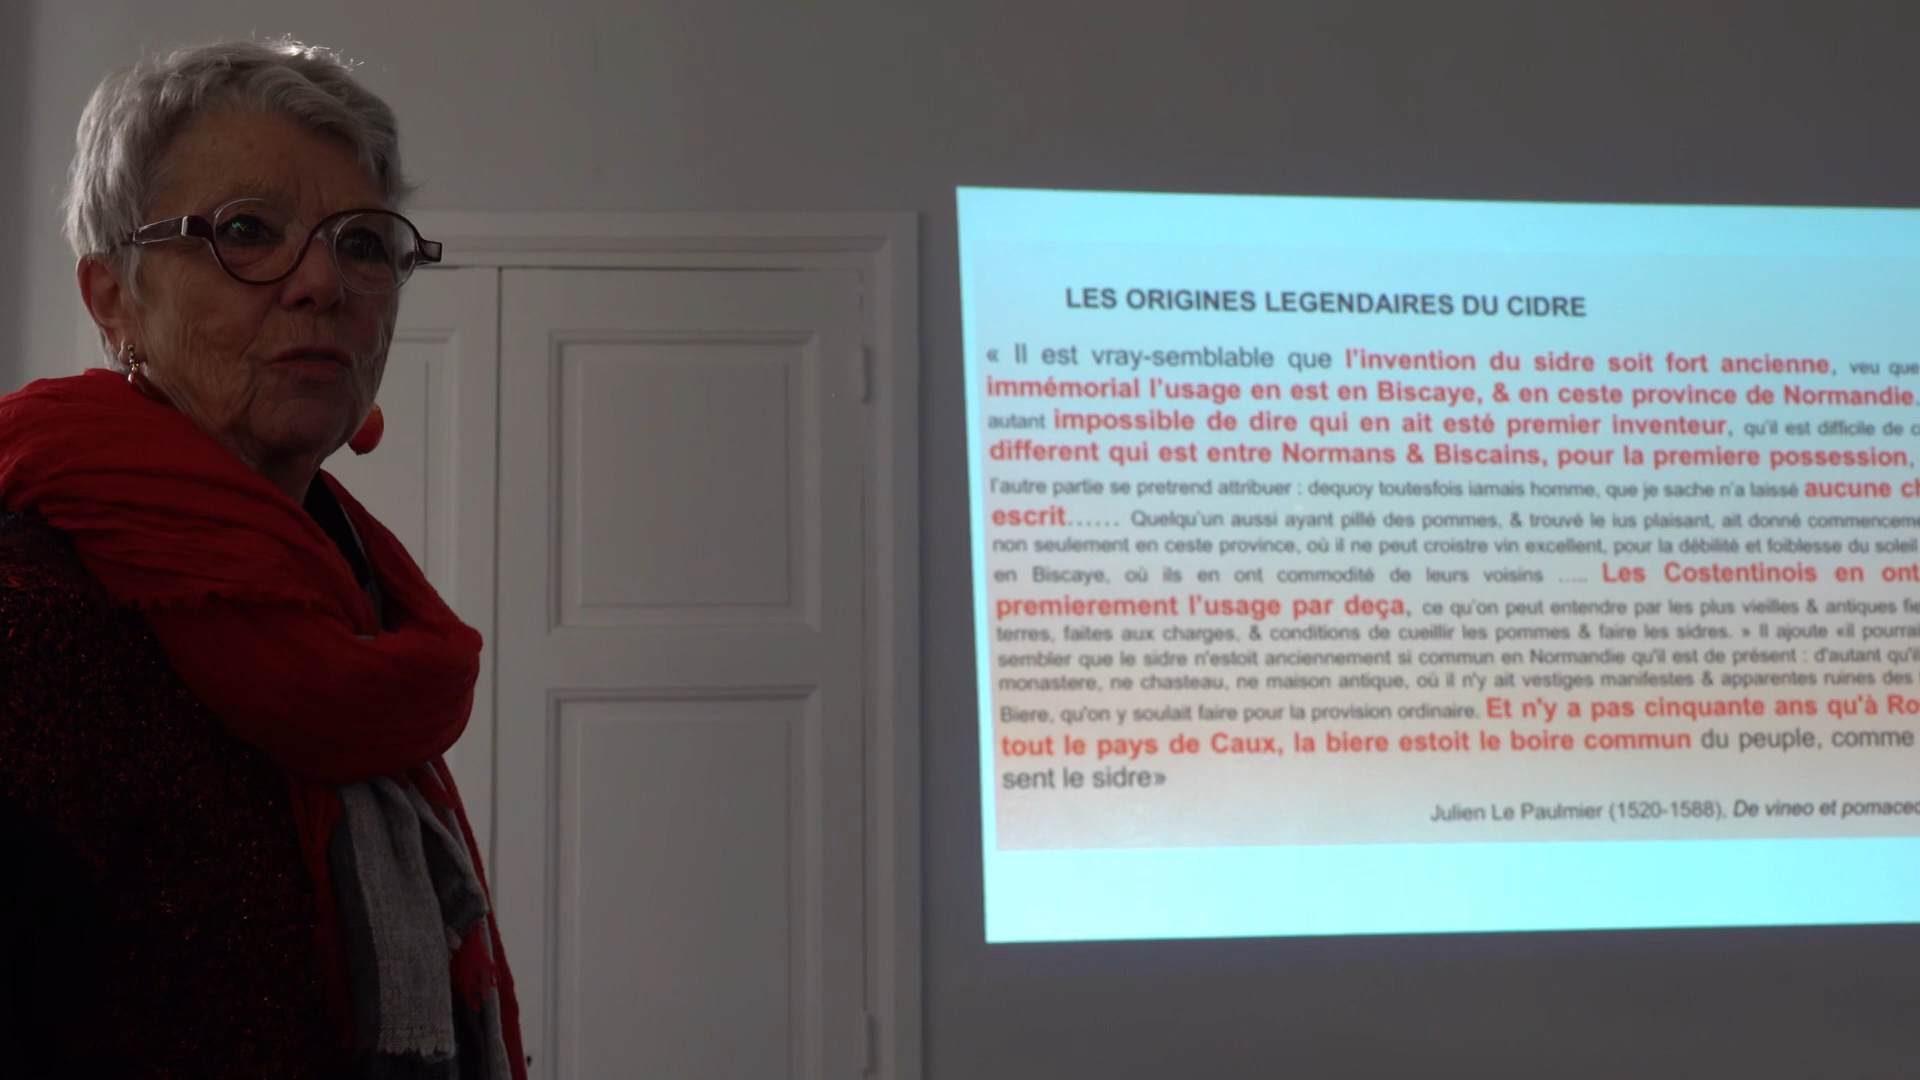 LES ORIGINES LEGENDAIRES DU CIDRE
« Il est vray-semblable que l'invention du sidre soit fort ancienne, veu que
immémorial l'usage en est en Biscaye, & en ceste province de Normandie,
autant impossible de dire qui en ait esté premier inventeur, qu'il est difficile de
different qui est entre Normans & Biscains, pour la premiere possession,
l'autre partie se pretrend attribuer : dequoy toutesfois iamais homme, que je sache n'a laissé aucune
escrit...... Quelqu'un aussi ayant pillé des pommes, & trouvé le ius plaisant, ait donné
non seulement en ceste province, où il ne peut croistre vin excellent, pour la débilité et foiblesse du soleil
en Biscaye, où ils en ont commodité de leurs voisins ..... Les Costentinois en ont
premierement l'usage par deça, ce qu'on peut entendre par les plus vieilles & antiques
terres, faites aux charges, & conditions de cueillir les pommes & faire les sidres. » Il ajoute «il
sembler que le sidre n'estoit anciennement si commun en Normandie qu'il est de présent : d'autant
monastere, ne chasteau, ne maison antique, où il n'y ait vestiges manifestes & apparentes ruines des
Biere, qu'on y soulait faire pour la provision ordinaire. Et n'y a pas cinquante ans qu'à
tout le pays de Caux, la biere estoit le boire commun du peuple, comme
sent le sidre»
Julien Le Paulmier (1520-1588), De vineo et